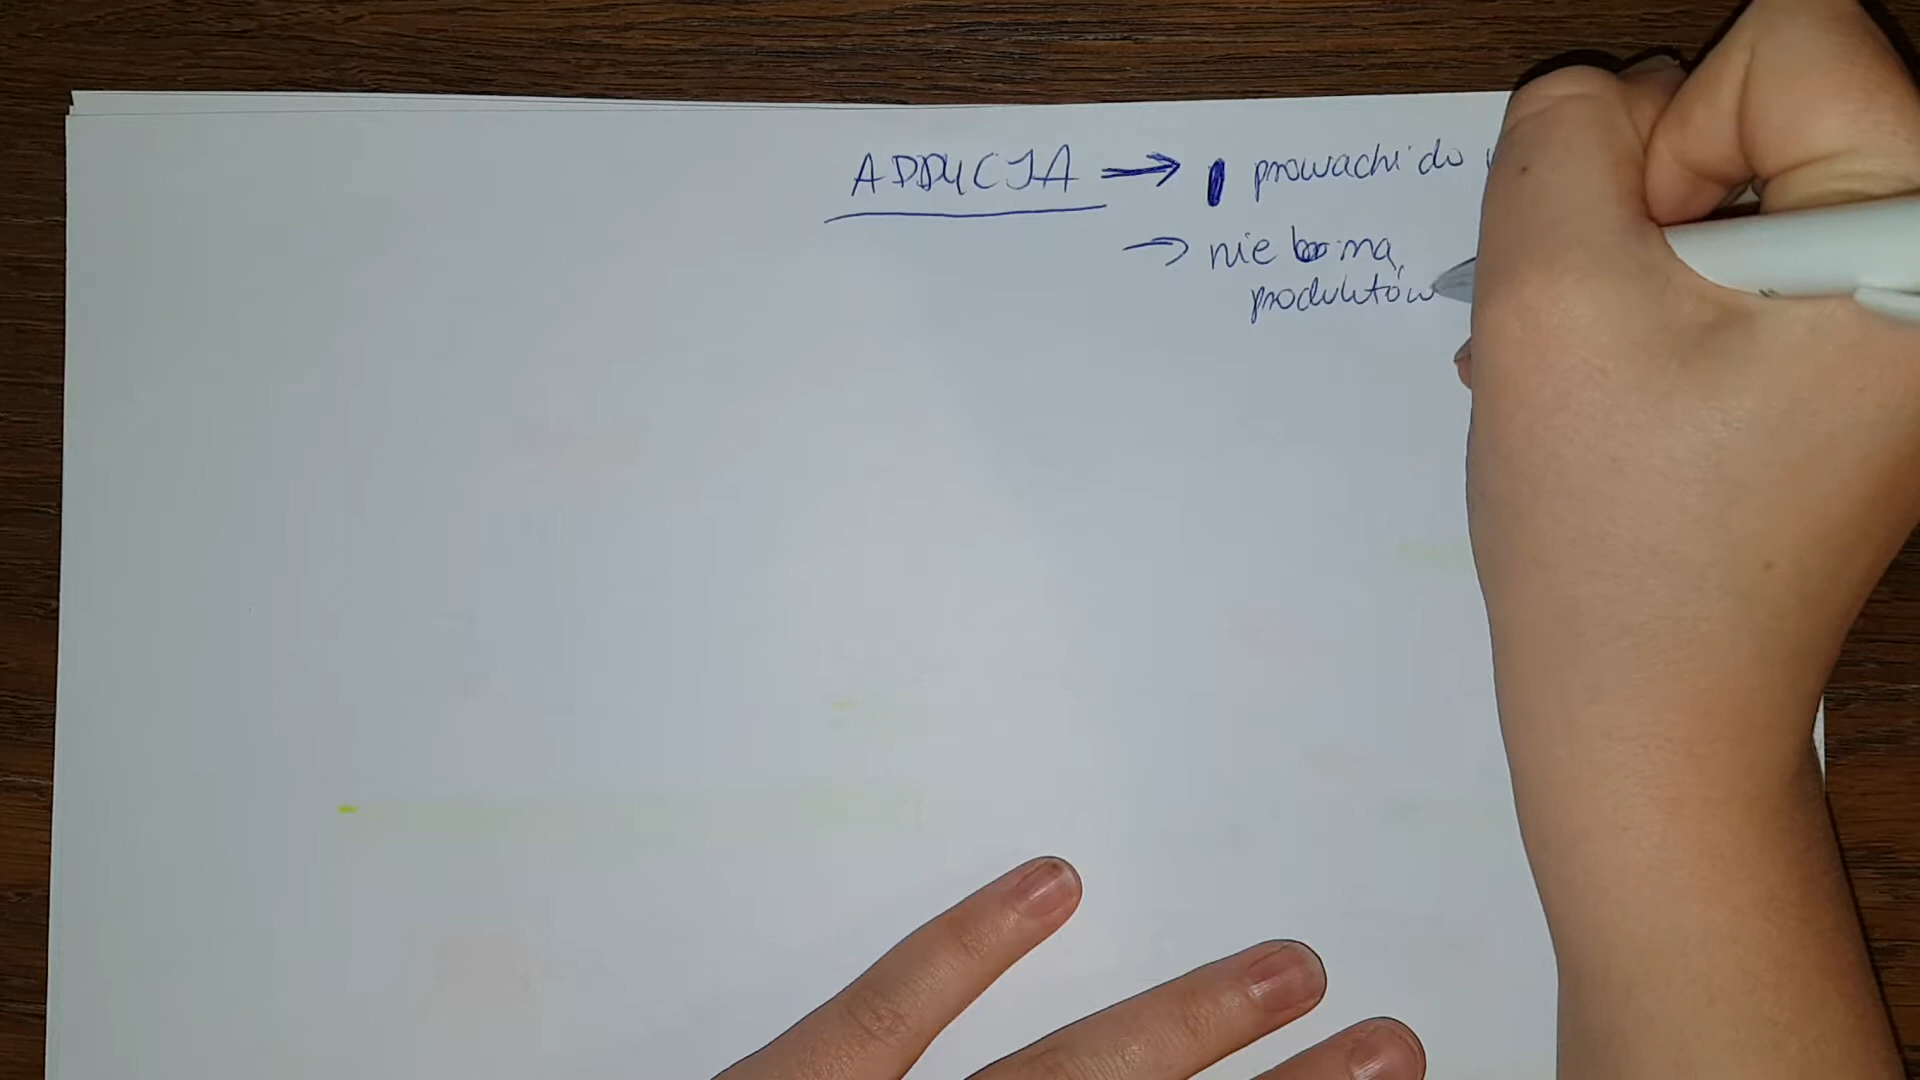 ADDYCJA → prowadzi do
→ nie ma
produktów